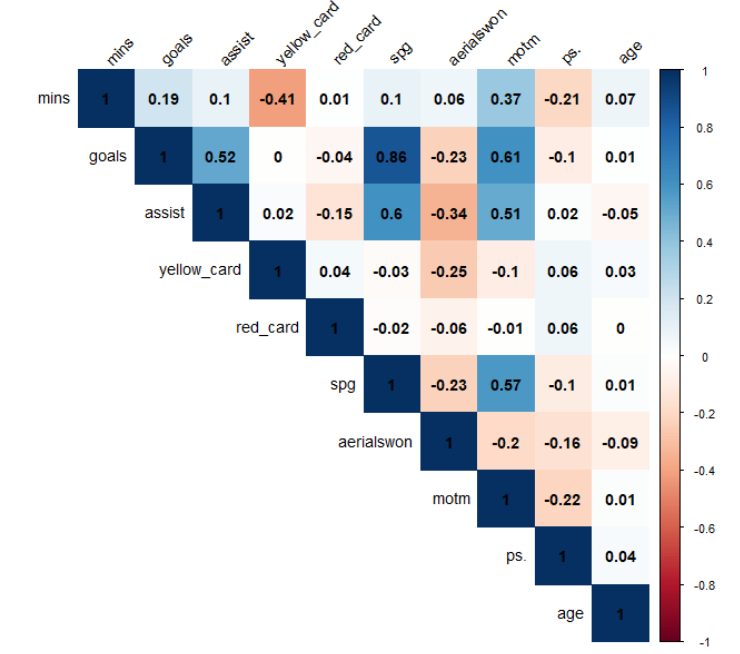 mins goals assist yellow_card red_card spg aerialswon motm ps. age
mins 1 0.19 0.1 -0.41 0.01 0.1 0.06 0.37 -0.21 0.07
goals 1 0.52 0 -0.04 0.86 -0.23 0.61 -0.1 0.01
assist 1 0.02 -0.15 0.6 -0.34 0.51 0.02 -0.05
yellow_card 1 0.04 -0.03 -0.25 -0.1 0.06 0.03
red_card 1 -0.02 -0.06 -0.01 0.06 0
spg 1 -0.23 0.57 -0.1 0.01
aerialswon 1 -0.2 -0.16 -0.09
motm 1 -0.22 0.01
ps. 1 0.04
age 1
1
0.8
0.6
0.4
0.2
0
-0.2
-0.4
-0.6
-0.8
-1